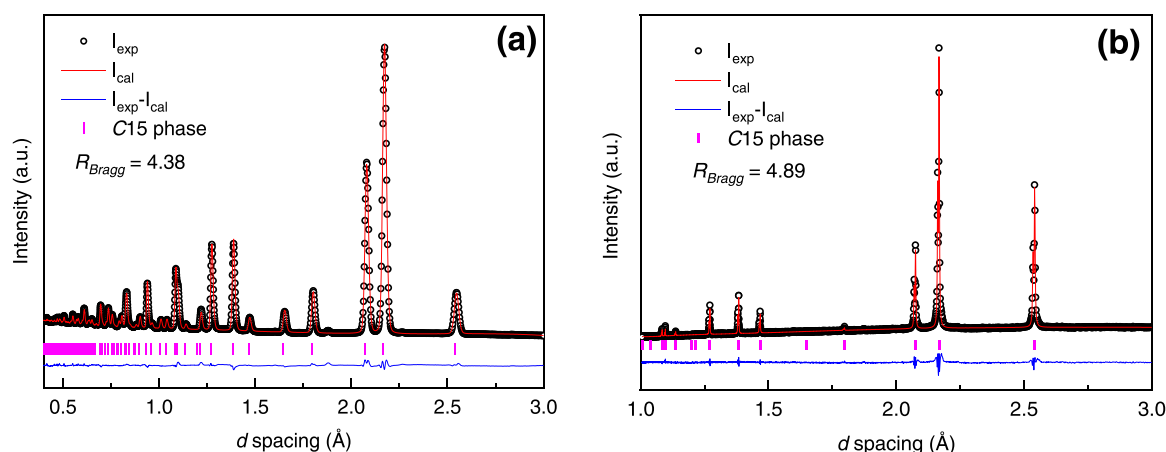 (a)
I_exp
I_cal
I_exp-I_cal
C15 phase
R_Bragg = 4.38
Intensity (a.u.)
0.5 1.0 1.5 2.0 2.5 3.0
d spacing (Å)
(b)
I_exp
I_cal
I_exp-I_cal
C15 phase
R_Bragg = 4.89
Intensity (a.u.)
1.0 1.5 2.0 2.5 3.0
d spacing (Å)